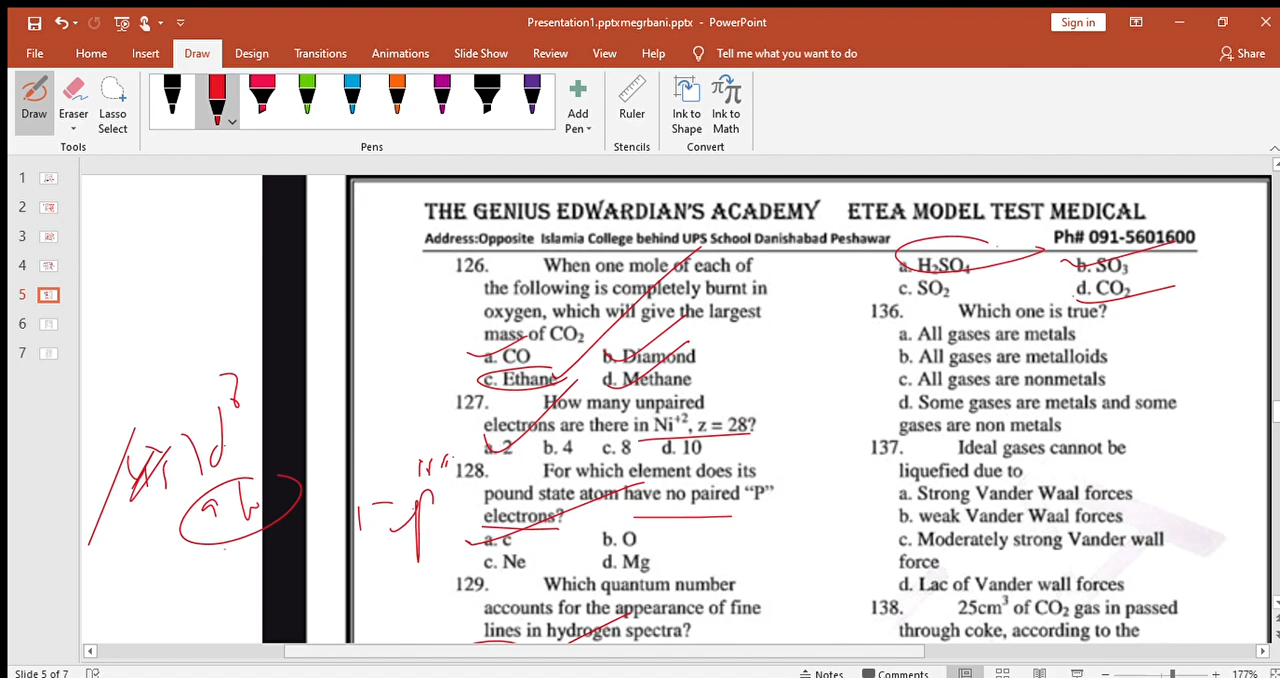 Presentation1.pptxmegrbani.pptx - PowerPoint
Sign in
File Home Insert Draw Design Transitions Animations Slide Show Review View Help Tell me what you want to do
Share
Draw
Eraser
Lasso
Select
Add
Pen
Ruler
Ink to
Shape
Ink to
Math
Tools
Pens
Stencils
Convert
1
2
3
4
5
6
7
THE GENIUS EDWARDIAN'S ACADEMY ETEA MODEL TEST MEDICAL
Address:Opposite Islamia College behind UPS School Danishabad Peshawar Ph# 091-5601600
126. When one mole of each of
the following is completely burnt in
oxygen, which will give the largest
mass of CO₂
a. CO b. Diamond
c. Ethane d. Methane
127. How many unpaired
electrons are there in Ni⁺², z = 28?
a. 2 b. 4 c. 8 d. 10
128. For which element does its
pound state atom have no paired “P”
electrons?
a. c b. O
c. Ne d. Mg
129. Which quantum number
accounts for the appearance of fine
lines in hydrogen spectra?
a. H₂SO₄ b. SO₃
c. SO₂ d. CO₂
136. Which one is true?
a. All gases are metals
b. All gases are metalloids
c. All gases are nonmetals
d. Some gases are metals and some
gases are non metals
137. Ideal gases cannot be
liquefied due to
a. Strong Vander Waal forces
b. weak Vander Waal forces
c. Moderately strong Vander wall
force
d. Lac of Vander wall forces
138. 25cm³ of CO₂ gas in passed
through coke, according to the
Slide 5 of 7
Notes
Comments
177%